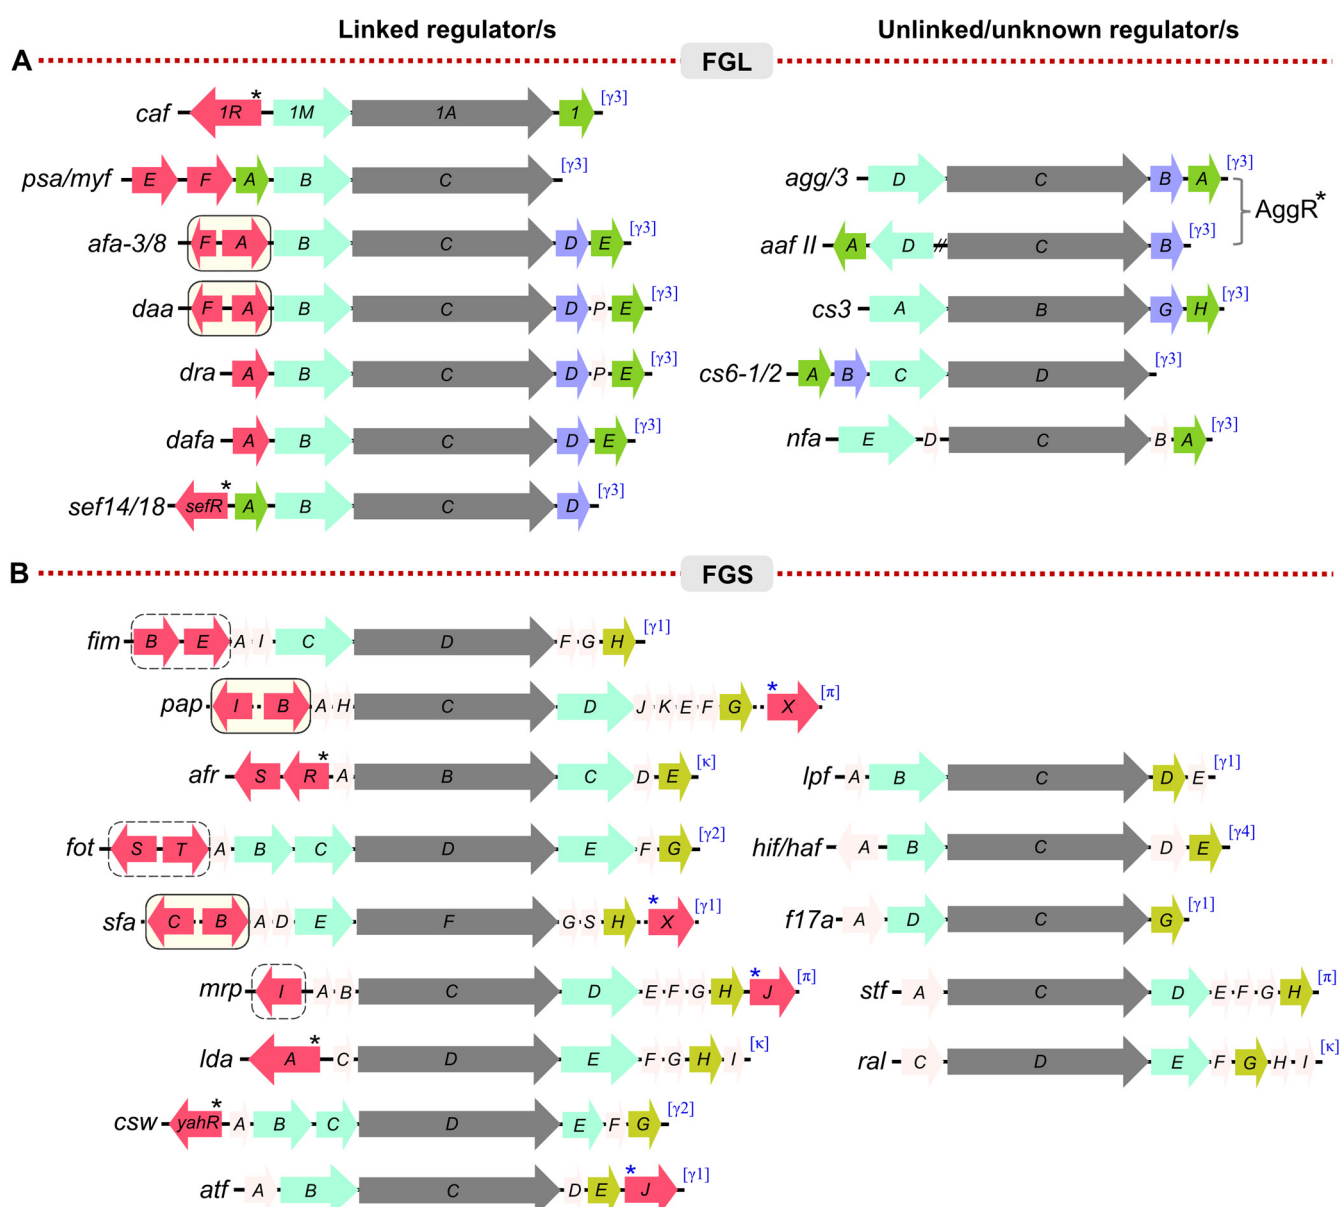 Linked regulator/s
Unlinked/unknown regulator/s
A
FGL
caf 1R * 1M 1A 1 [γ3]
psa/myf E F A B C [γ3]
agg/3 D C B A [γ3]
AggR*
afa-3/8 F A B C D E [γ3]
aaf II A D // C B [γ3]
daa F A B C D P E [γ3]
cs3 A B G H [γ3]
dra A B C D P E [γ3]
cs6-1/2 A B C D [γ3]
dafa A B C D E [γ3]
nfa E D C B A [γ3]
sef14/18 sefR * A B C D [γ3]
B
FGS
fim B E A I C D F G H [γ1]
pap I B A H C D J K E F G * X [π]
afr S R * A B C D E [κ]
lpf A B C D E [γ1]
fot S T A B C D E F G [γ2]
hif/haf A B C D E [γ4]
sfa C B A D E F G S H * X [γ1]
f17a A D C G [γ1]
mrp I A B C D E F G H * J [π]
stf A C D E F G H [π]
lda A * C D E F G H I [κ]
ral C D E F G H I [κ]
csw yahR * A B C D E F G [γ2]
atf A B C D E * J [γ1]